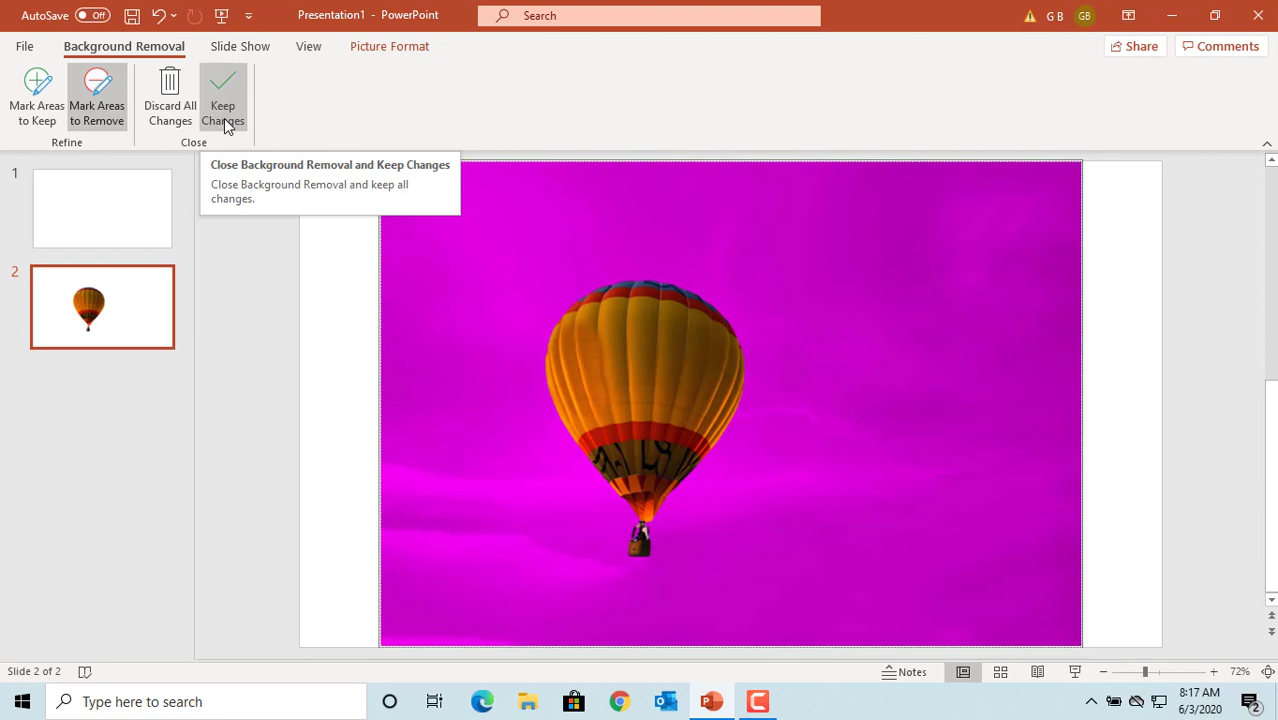 AutoSave Off Presentation1 - PowerPoint Search G B GB
File Background Removal Slide Show View Picture Format Share Comments
Mark Areas to Keep
Mark Areas to Remove
Discard All Changes
Keep Changes
Refine Close
Close Background Removal and Keep Changes
Close Background Removal and keep all
changes.
1
2
Slide 2 of 2 Notes 72%
Type here to search
8:17 AM
6/3/2020
2